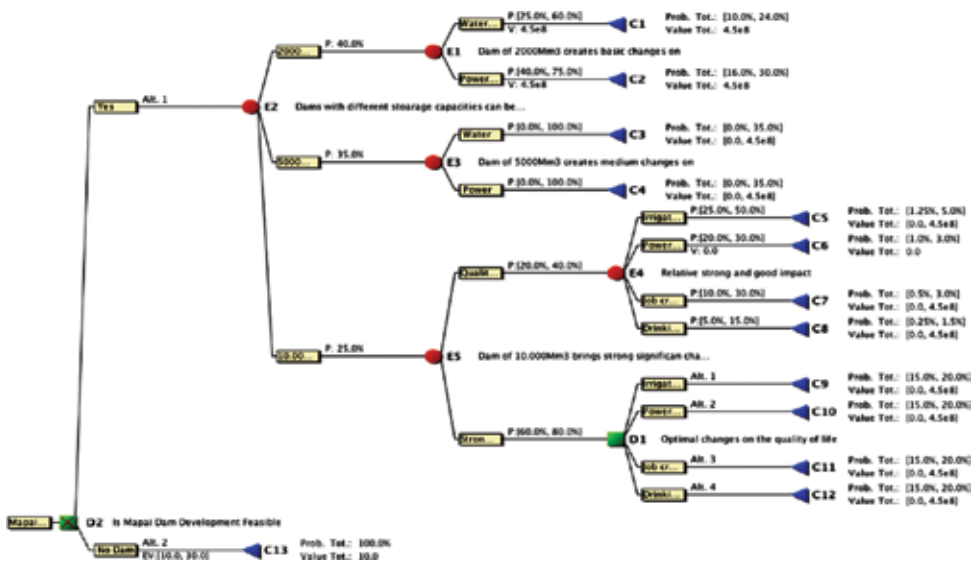 P:[25.0%, 60.0%]
Water...
V: 4.5e8
C1
Prob. Tot.: [10.0%, 24.0%]
Value Tot.: 4.5e8
2000...
P: 40.0%
E1 Dam of 2000Mm3 creates basic changes on
Power...
P:[40.0%, 75.0%]
V: 4.5e8
C2
Prob. Tot.: [16.0%, 30.0%]
Value Tot.: 4.5e8
Yes
Alt. 1
E2 Dams with different stoarage capacities can be...
Water
P:[0.0%, 100.0%]
C3
Prob. Tot.: [0.0%, 35.0%]
Value Tot.: [0.0, 4.5e8]
5000...
P: 35.0%
E3 Dam of 5000Mm3 creates medium changes on
Power
P:[0.0%, 100.0%]
C4
Prob. Tot.: [0.0%, 35.0%]
Value Tot.: [0.0, 4.5e8]
Irrigat...
P:[25.0%, 50.0%]
C5
Prob. Tot.: [1.25%, 5.0%]
Value Tot.: [0.0, 4.5e8]
Power...
P:[20.0%, 30.0%]
V: 0.0
C6
Prob. Tot.: [1.0%, 3.0%]
Value Tot.: 0.0
Qualit...
P:[20.0%, 40.0%]
E4 Relative strong and good impact
Job cr...
P:[10.0%, 30.0%]
C7
Prob. Tot.: [0.5%, 3.0%]
Value Tot.: [0.0, 4.5e8]
Drinki...
P:[5.0%, 15.0%]
C8
Prob. Tot.: [0.25%, 1.5%]
Value Tot.: [0.0, 4.5e8]
10.00...
P: 25.0%
E5 Dam of 10.000Mm3 brings strong significan cha...
Irrigat...
Alt. 1
C9
Prob. Tot.: [15.0%, 20.0%]
Value Tot.: [0.0, 4.5e8]
Power...
Alt. 2
C10
Prob. Tot.: [15.0%, 20.0%]
Value Tot.: [0.0, 4.5e8]
Stron...
P:[60.0%, 80.0%]
D1 Optimal changes on the quality of life
Job cr...
Alt. 3
C11
Prob. Tot.: [15.0%, 20.0%]
Value Tot.: [0.0, 4.5e8]
Drinki...
Alt. 4
C12
Prob. Tot.: [15.0%, 20.0%]
Value Tot.: [0.0, 4.5e8]
Mapai...
D2 Is Mapai Dam Development Feasible
No Dam
Alt. 2
EV:[10.0, 30.0]
C13
Prob. Tot.: 100.0%
Value Tot.: 10.0